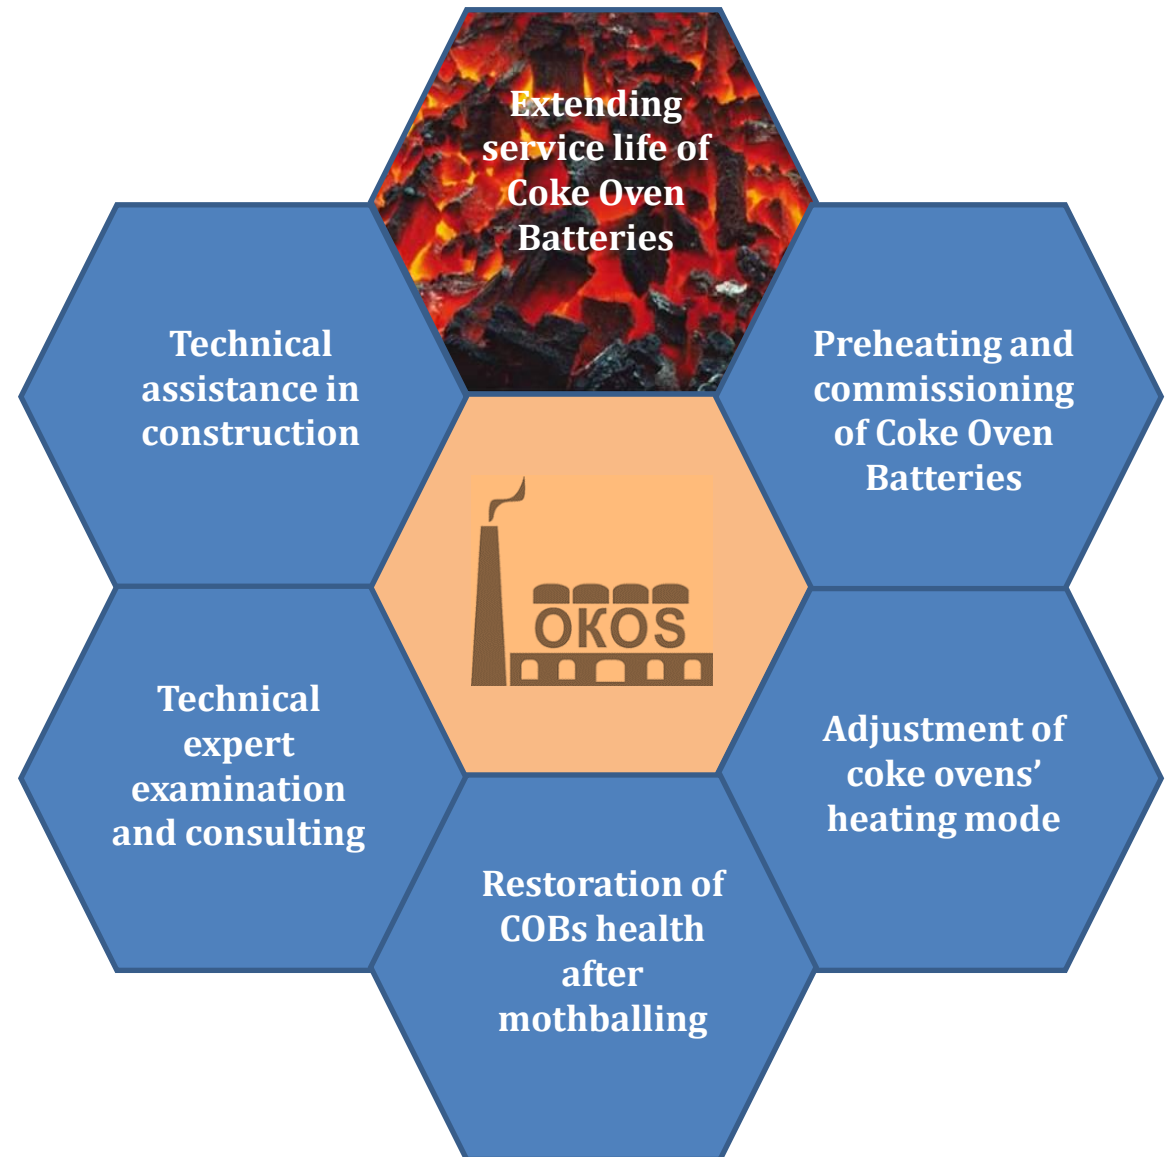 Extending
service life of
Coke Oven
Batteries
Technical
assistance in
construction
Preheating and
commissioning
of Coke Oven
Batteries
OKOS
Technical
expert
examination
and consulting
Adjustment of
coke ovens’
heating mode
Restoration of
COBs health
after
mothballing